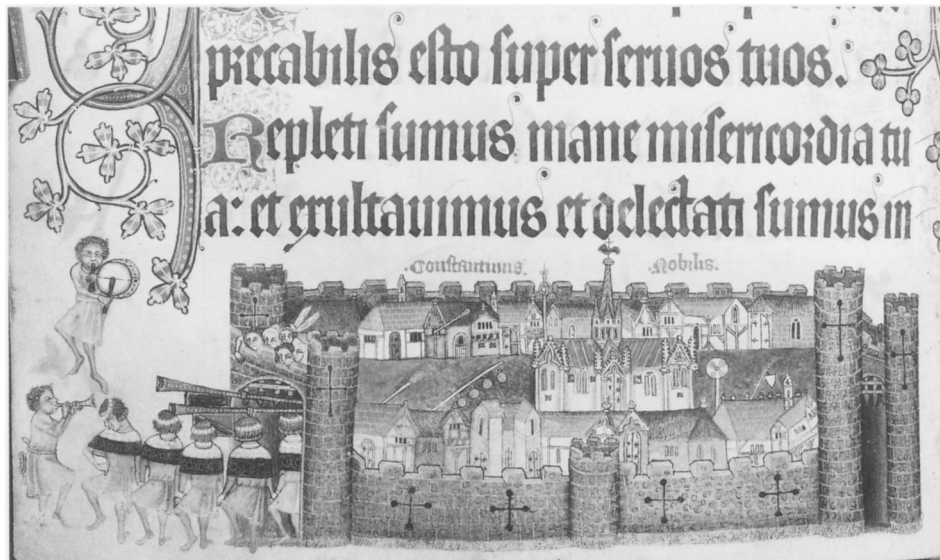 precabilis esto super seruos tuos.
Repleti sumus mane misericordia tu
a: et exultauimus et delectati sumus in
Constantinus. Nobilis.